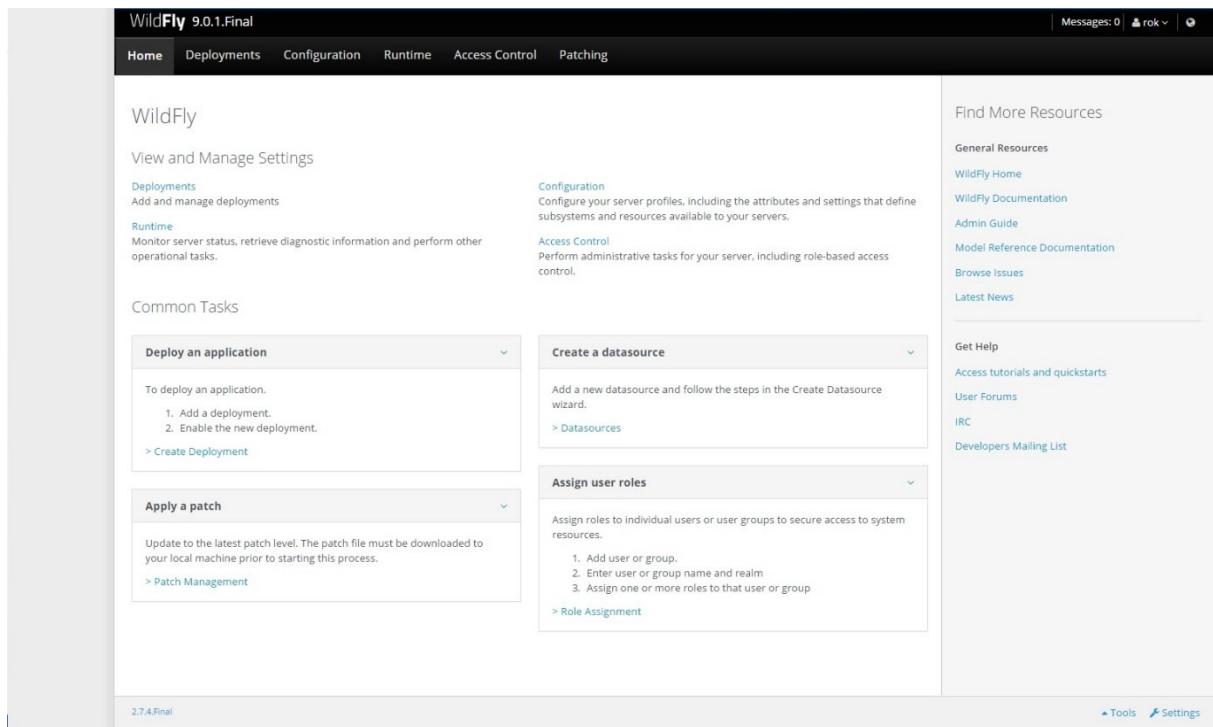 WildFly 9.0.1.Final
Messages: 0
rok
Home Deployments Configuration Runtime Access Control Patching
WildFly
View and Manage Settings
Deployments
Add and manage deployments
Runtime
Monitor server status, retrieve diagnostic information and perform other
operational tasks.
Configuration
Configure your server profiles, including the attributes and settings that define
subsystems and resources available to your servers.
Access Control
Perform administrative tasks for your server, including role-based access
control.
Common Tasks
Deploy an application
To deploy an application.
1. Add a deployment.
2. Enable the new deployment.
> Create Deployment
Apply a patch
Update to the latest patch level. The patch file must be downloaded to
your local machine prior to starting this process.
> Patch Management
Create a datasource
Add a new datasource and follow the steps in the Create Datasource
wizard.
> Datasources
Assign user roles
Assign roles to individual users or user groups to secure access to system
resources.
1. Add user or group.
2. Enter user or group name and realm
3. Assign one or more roles to that user or group
> Role Assignment
Find More Resources
General Resources
WildFly Home
WildFly Documentation
Admin Guide
Model Reference Documentation
Browse Issues
Latest News
Get Help
Access tutorials and quickstarts
User Forums
IRC
Developers Mailing List
2.7.4.Final
Tools
Settings